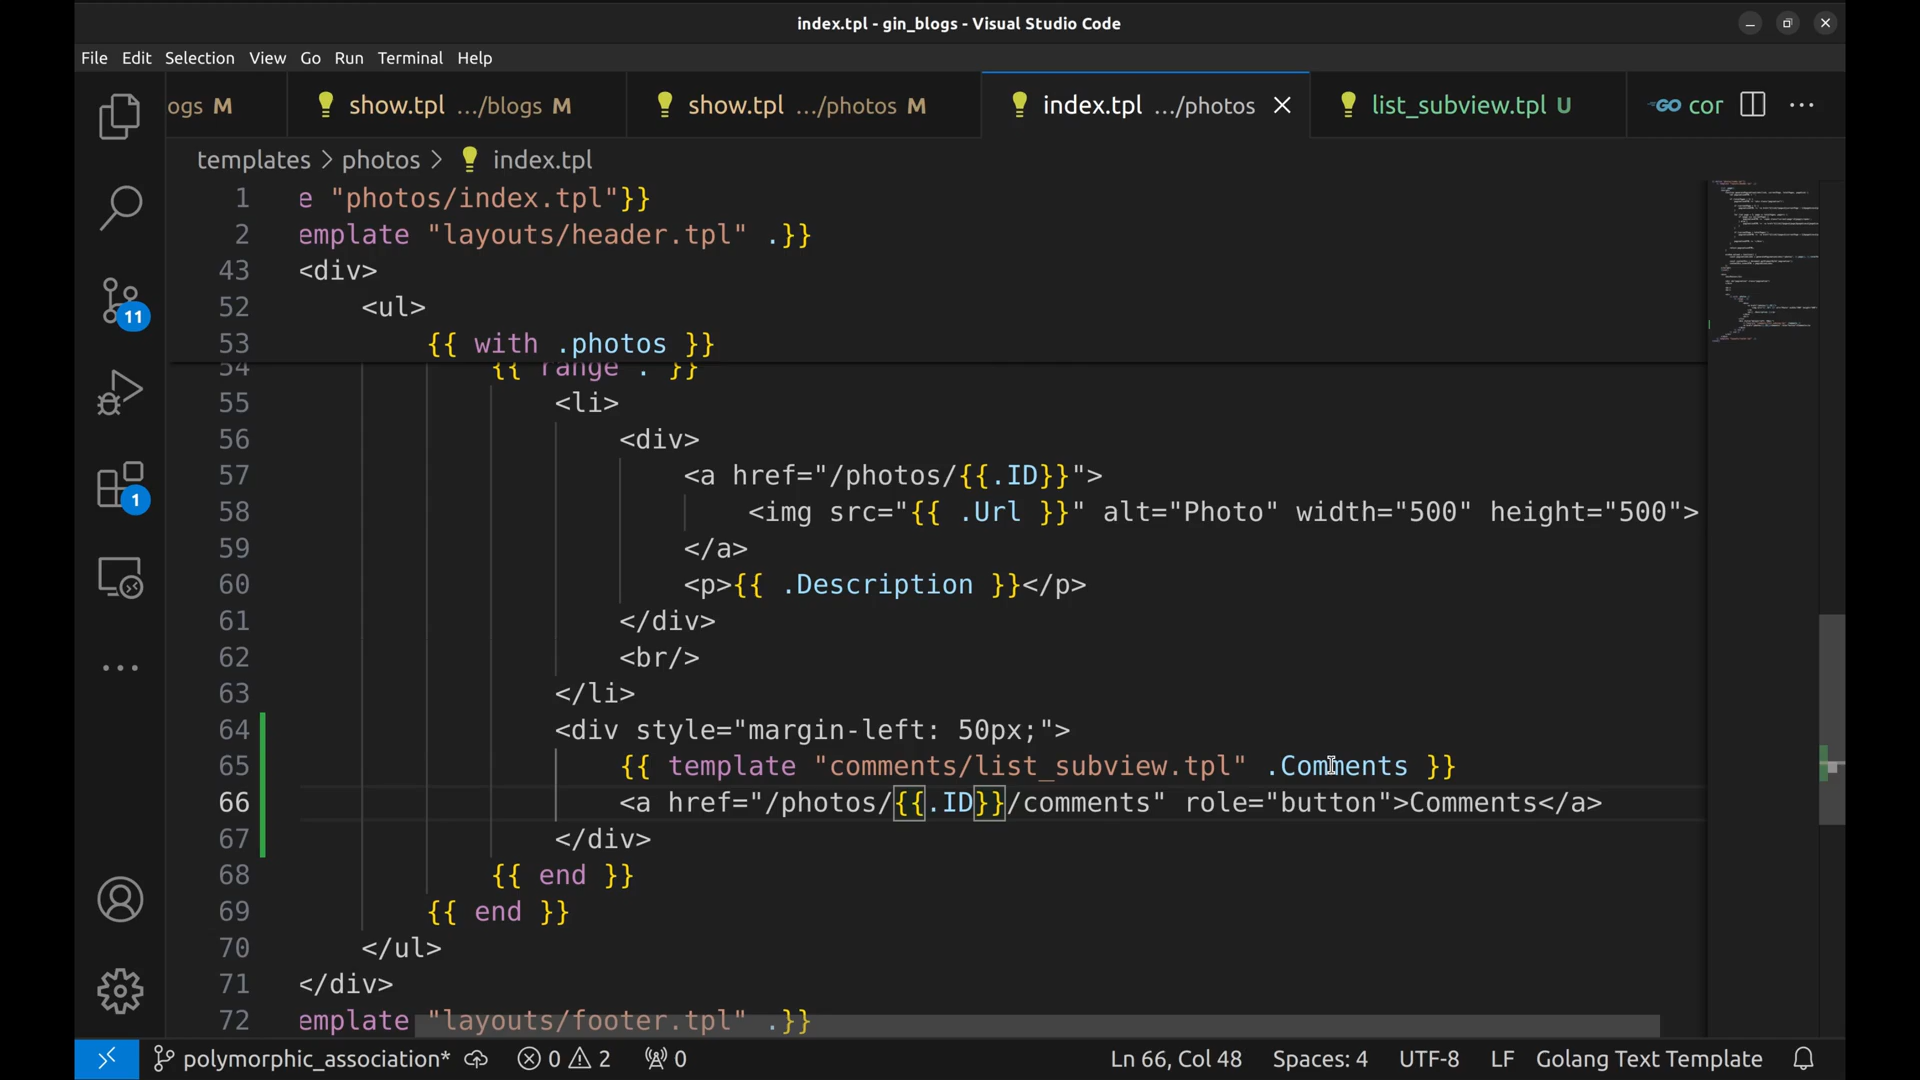 index.tpl - gin_blogs - Visual Studio Code
File Edit Selection View Go Run Terminal Help
ogs M show.tpl .../blogs M show.tpl .../photos M index.tpl .../photos list_subview.tpl U GO cor
templates > photos > index.tpl
1 e "photos/index.tpl"}}
2 emplate "layouts/header.tpl" .}}
43 <div>
52 <ul>
53 {{ with .photos }}
54 {{ range . }}
55 <li>
56 <div>
57 <a href="/photos/{{.ID}}">
58 <img src="{{ .Url }}" alt="Photo" width="500" height="500">
59 </a>
60 <p>{{ .Description }}</p>
61 </div>
62 <br/>
63 </li>
64 <div style="margin-left: 50px;">
65 {{ template "comments/list_subview.tpl" .Comments }}
66 <a href="/photos/{{.ID}}/comments" role="button">Comments</a>
67 </div>
68 {{ end }}
69 {{ end }}
70 </ul>
71 </div>
72 emplate "layouts/footer.tpl" .}}
11
1
polymorphic_association* 0 2 0 Ln 66, Col 48 Spaces: 4 UTF-8 LF Golang Text Template